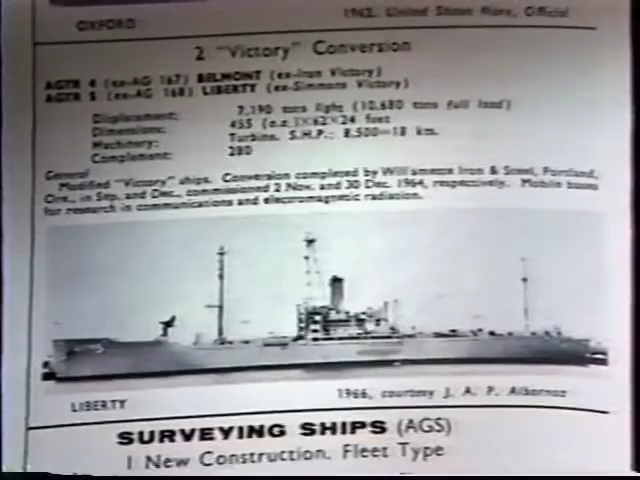 OXFORD
1962, United States Navy, Official
2 "Victory" Conversion
AGTR 4 (ex-AG 167) BELMONT (ex-Iron Victory)
AGTR 5 (ex-AG 168) LIBERTY (ex-Simmons Victory)
Displacement: 7,190 tons light (10,680 tons full load)
Dimensions: 455 (o.a.)×62×24 feet
Machinery: Turbine. S.H.P.: 8,500=18 kts.
Complement: 280
General
Modified "Victory" ships. Conversion completed by Willamette Iron & Steel, Portland,
Ore., in Sep. and Dec., commissioned 2 Nov. and 30 Dec. 1964, respectively. Mobile bases
for research in communications and electromagnetic radiation.
LIBERTY
1966, courtesy J. A. P.
SURVEYING SHIPS (AGS)
1 New Construction. Fleet Type